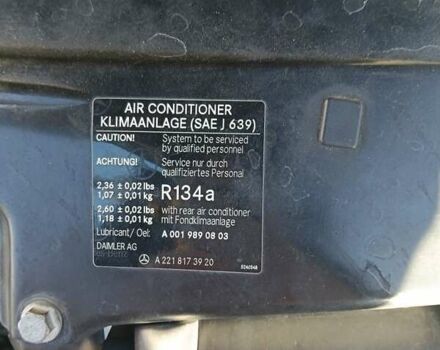 AIR CONDITIONER
KLIMAANLAGE (SAE J 639)
CAUTION! System to be serviced
by qualified personnel
ACHTUNG! Service nur durch
qualifiziertes Personal
2,36 ± 0,02 lbs
1,07 ± 0,01 kg R134a
2,60 ± 0,02 lbs with rear air conditioner
1,18 ± 0,01 kg mit Fondklimaanlage
Lubricant/Oel: A 001 989 08 03
DAIMLER AG
A 221 817 39 20